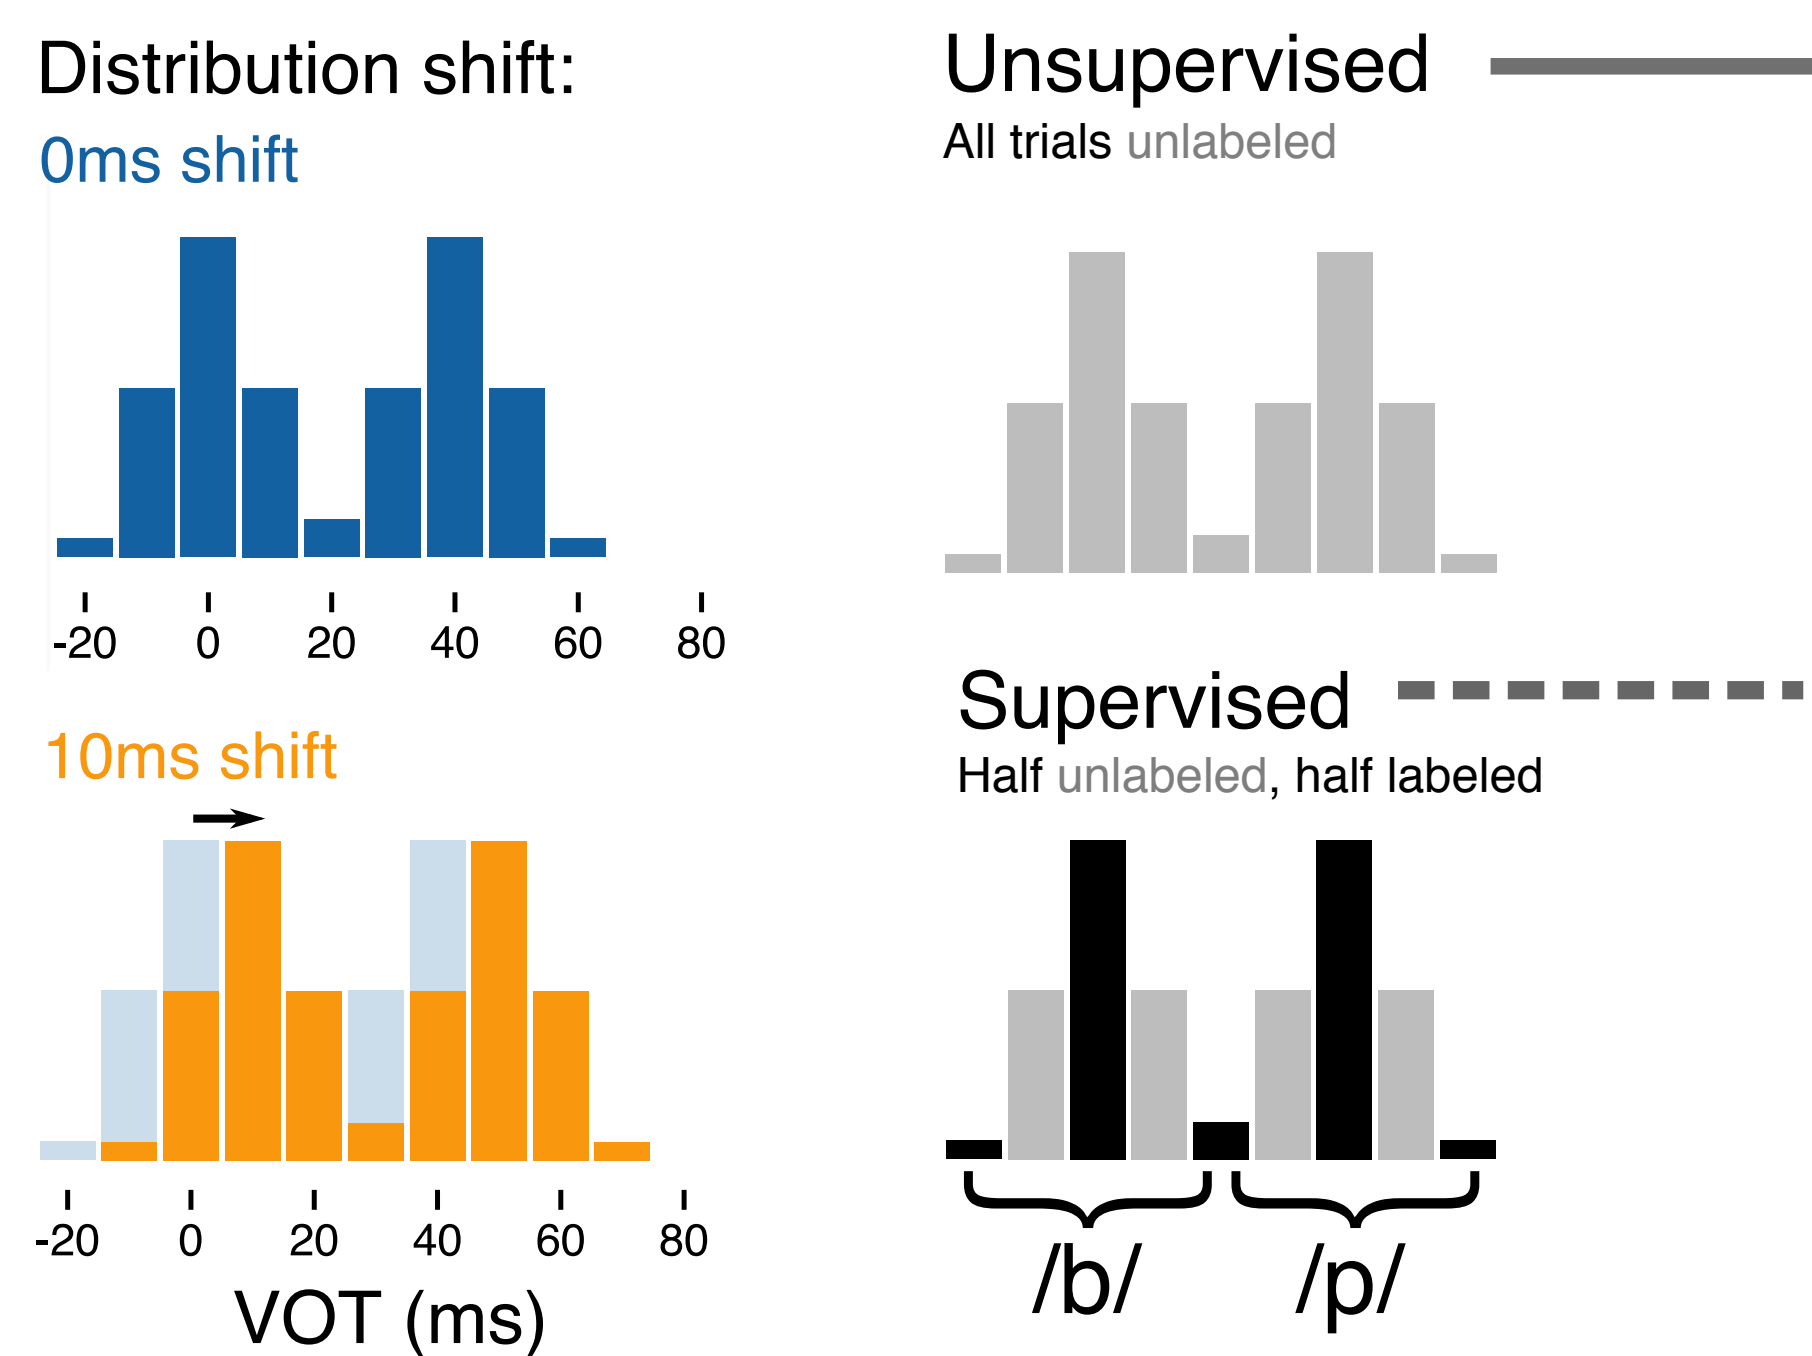 Distribution shift:
0ms shift
-20 0 20 40 60 80
10ms shift
-20 0 20 40 60 80
VOT (ms)
Unsupervised
All trials unlabeled
Supervised
Half unlabeled, half labeled
/b/ /p/